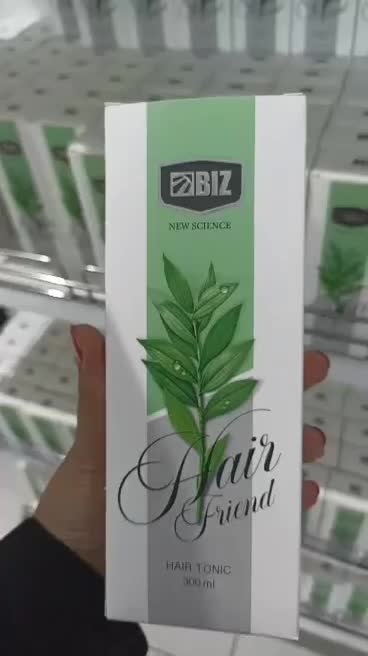 BIZ
NEW SCIENCE
Hair
Friend
HAIR TONIC
300 ml